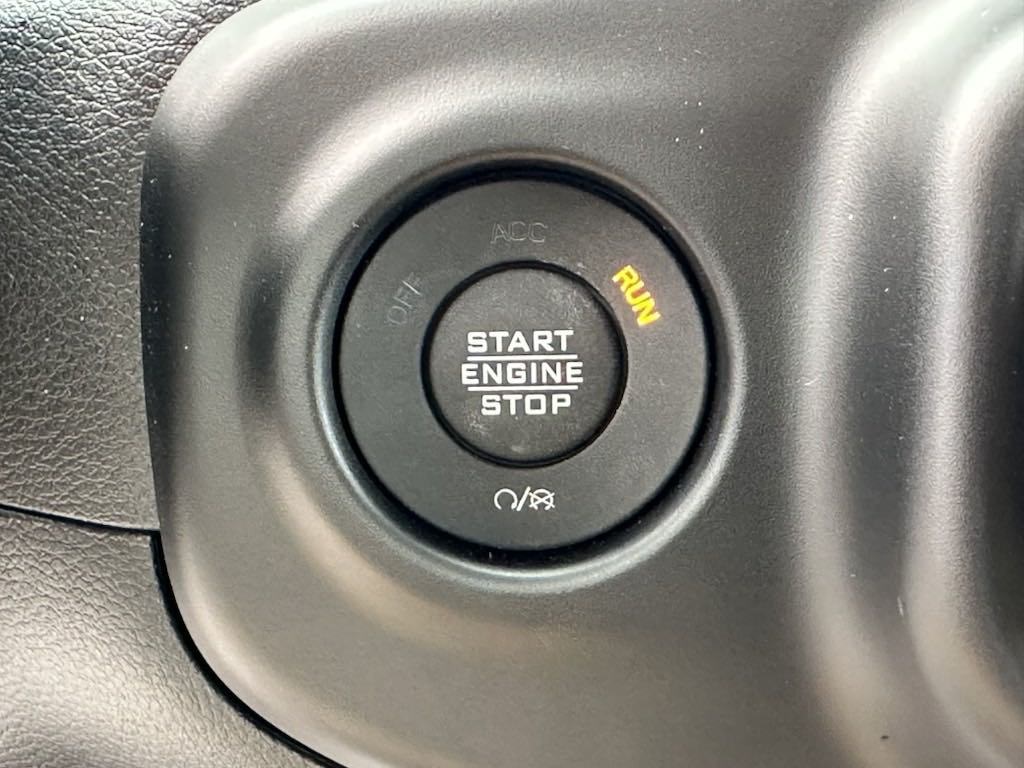 ACC
OFF
RUN
START
ENGINE
STOP